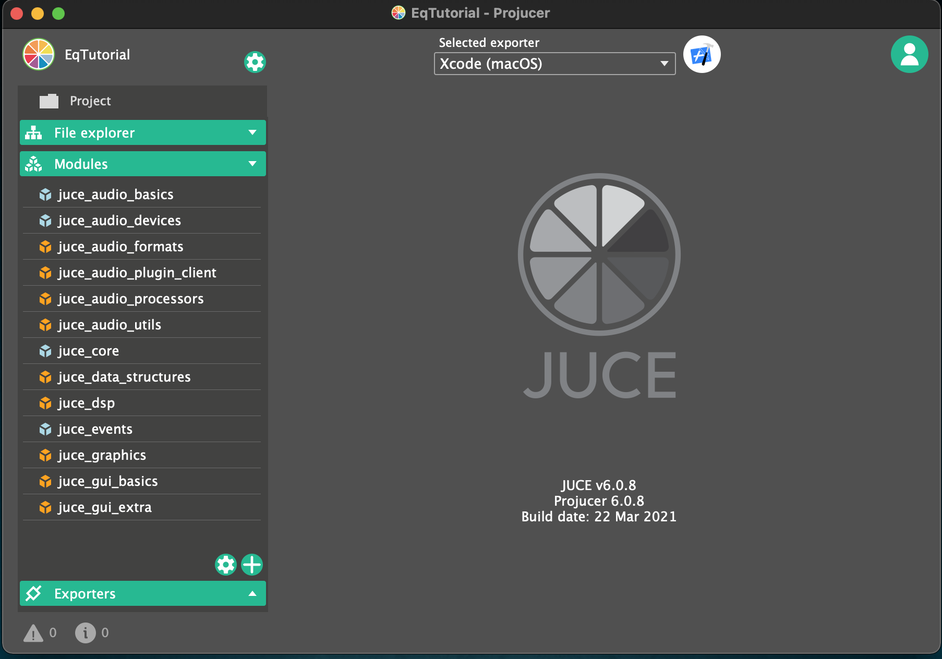 EqTutorial - Projucer
EqTutorial
Selected exporter
Xcode (macOS)
Project
File explorer
Modules
juce_audio_basics
juce_audio_devices
juce_audio_formats
juce_audio_plugin_client
juce_audio_processors
juce_audio_utils
juce_core
juce_data_structures
juce_dsp
juce_events
juce_graphics
juce_gui_basics
juce_gui_extra
Exporters
0 0
JUCE
JUCE v6.0.8
Projucer 6.0.8
Build date: 22 Mar 2021